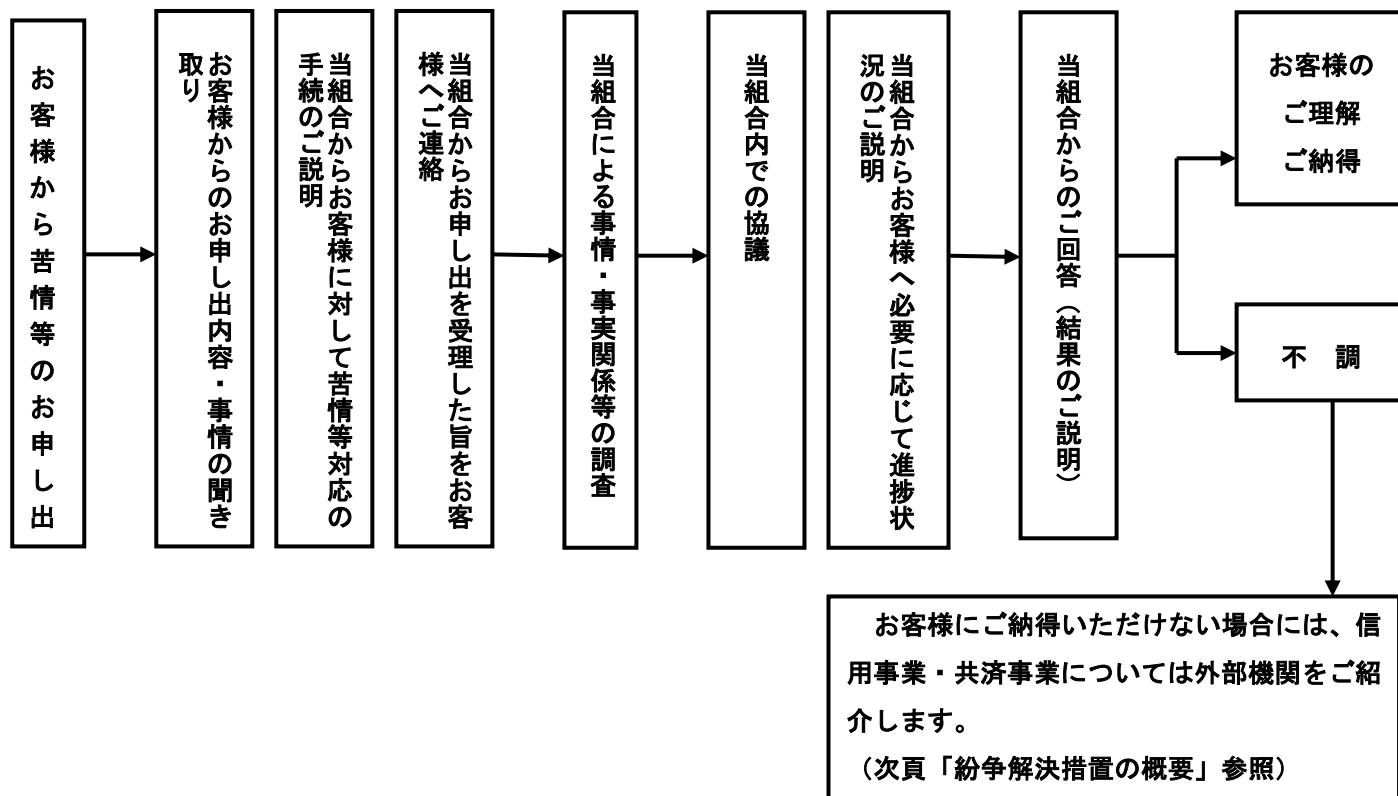 お客様から苦情等のお申し出
お客様からのお申し出内容・事情の聞き
取り
当組合からお客様に対して苦情等対応の
手続のご説明
当組合からお申し出を受理した旨をお客
様へご連絡
当組合による事情・事実関係等の調査
当組合内での協議
当組合からお客様へ必要に応じて進捗状
況のご説明
当組合からのご回答（結果のご説明）
お客様の
ご理解
ご納得
不　調
お客様にご納得いただけない場合には、信
用事業・共済事業については外部機関をご紹
介します。
（次頁「紛争解決措置の概要」参照）